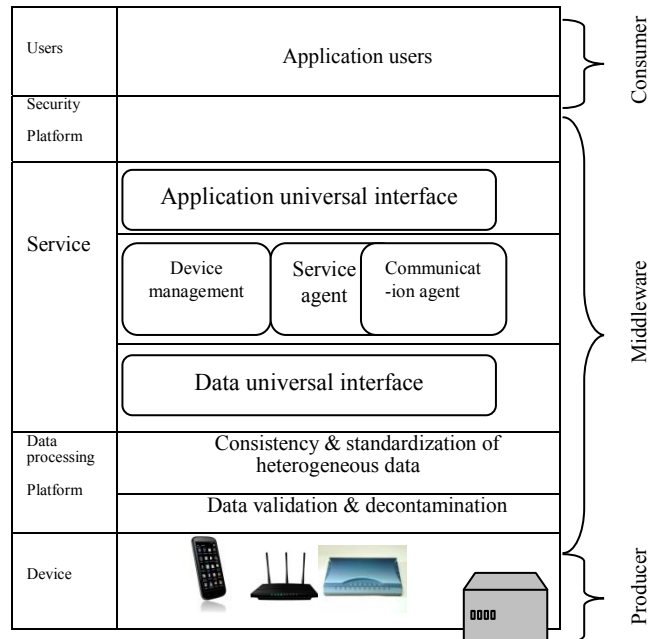 Users
Application users
Consumer
Security
Platform
Service
Application universal interface
Device
management
Service
agent
Communicat
-ion agent
Data universal interface
Middleware
Data
processing
Platform
Consistency & standardization of
heterogeneous data
Data validation & decontamination
Device
Producer